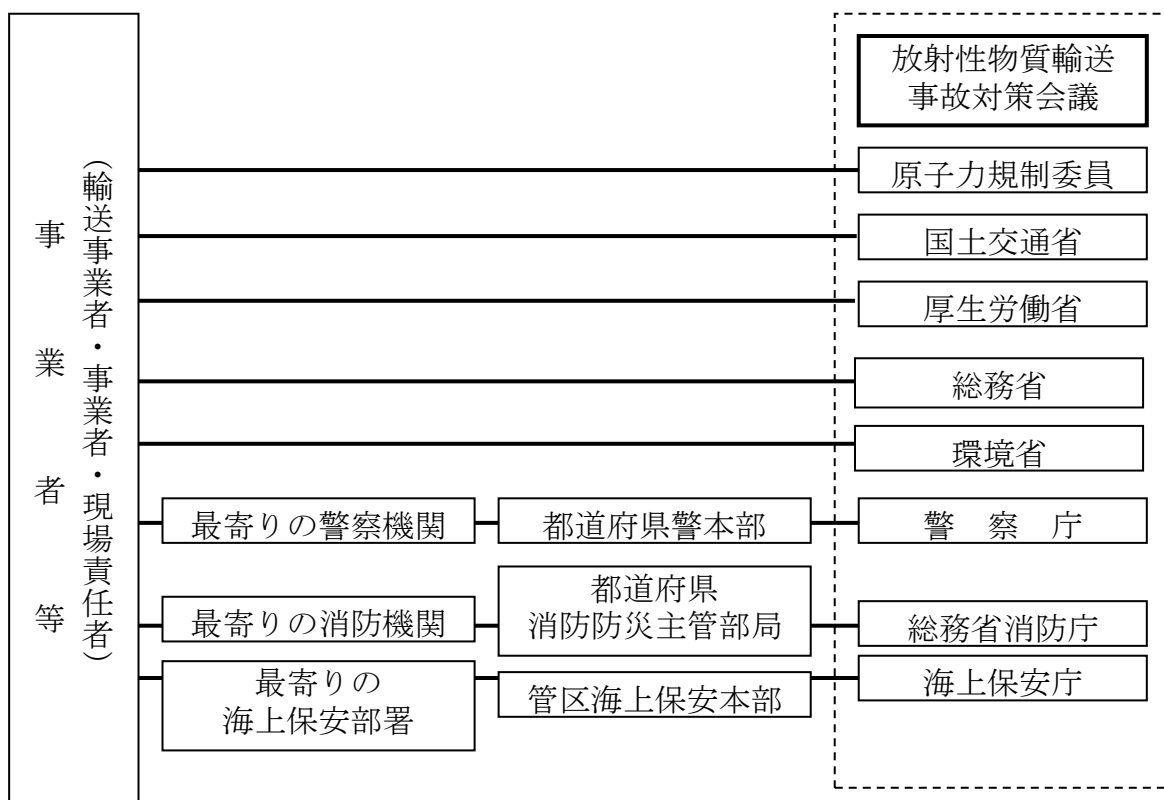 事業者等
(輸送事業者・事業者・現場責任者)
放射性物質輸送
事故対策会議
原子力規制委員
国土交通省
厚生労働省
総務省
環境省
最寄りの警察機関
都道府県警本部
警察庁
最寄りの消防機関
都道府県
消防防災主管部局
総務省消防庁
最寄りの
海上保安部署
管区海上保安本部
海上保安庁